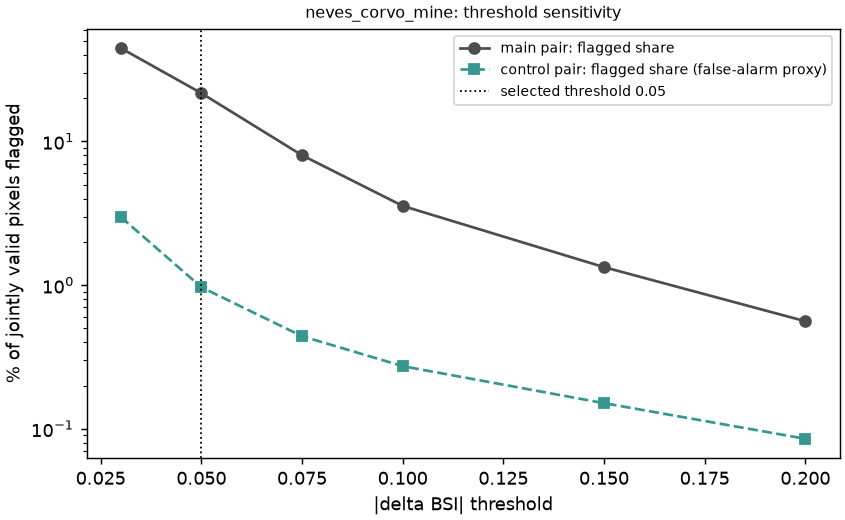 neves_corvo_mine: threshold sensitivity
main pair: flagged share
control pair: flagged share (false-alarm proxy)
selected threshold 0.05
% of jointly valid pixels flagged
10¹
10⁰
10⁻¹
0.025 0.050 0.075 0.100 0.125 0.150 0.175 0.200
|delta BSI| threshold